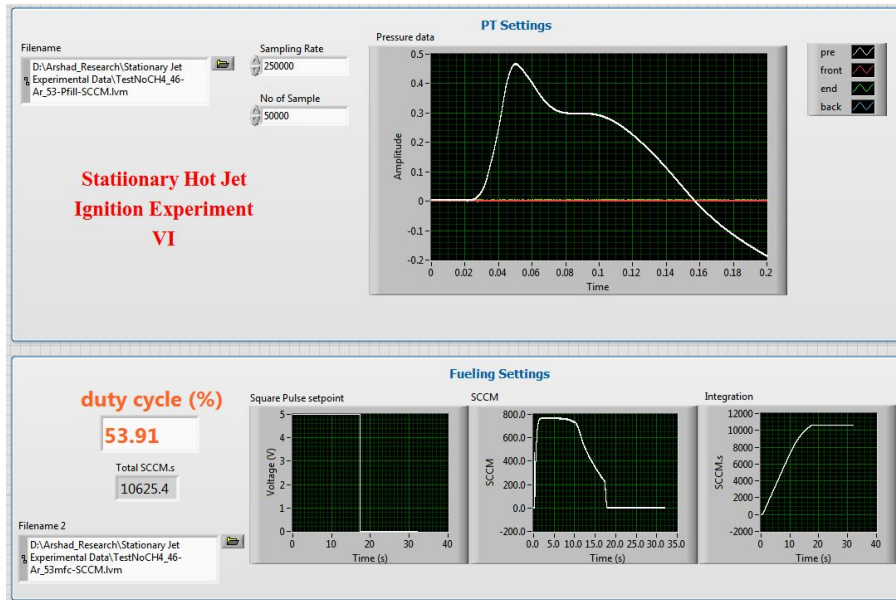 PT Settings
Filename
D:\Arshad_Research\Stationary Jet
Experimental Data\TestNoCH4_46-
Ar_53-Pfill-SCCM.lvm
Sampling Rate
250000
No of Sample
50000
Statiionary Hot Jet
Ignition Experiment
VI
Pressure data
0.5
0.4
0.3
0.2
0.1
0
-0.1
-0.2
Amplitude
0 0.02 0.04 0.06 0.08 0.1 0.12 0.14 0.16 0.18 0.2
Time
pre
front
end
back
Fueling Settings
duty cycle (%)
53.91
Total SCCM.s
10625.4
Filename 2
D:\Arshad_Research\Stationary Jet
Experimental Data\TestNoCH4_46-
Ar_53mfc-SCCM.lvm
Square Pulse setpoint
5
4
3
2
1
0
Voltage (V)
0 10 20 30 40
Time (s)
SCCM
800.0
600.0
400.0
200.0
0.0
-200.0
SCCM
0.0 5.0 10.0 15.0 20.0 25.0 30.0 35.0
Time (s)
Integration
12000
10000
8000
6000
4000
2000
0
-2000
SCCM.s
0 10 20 30 40
Time (s)